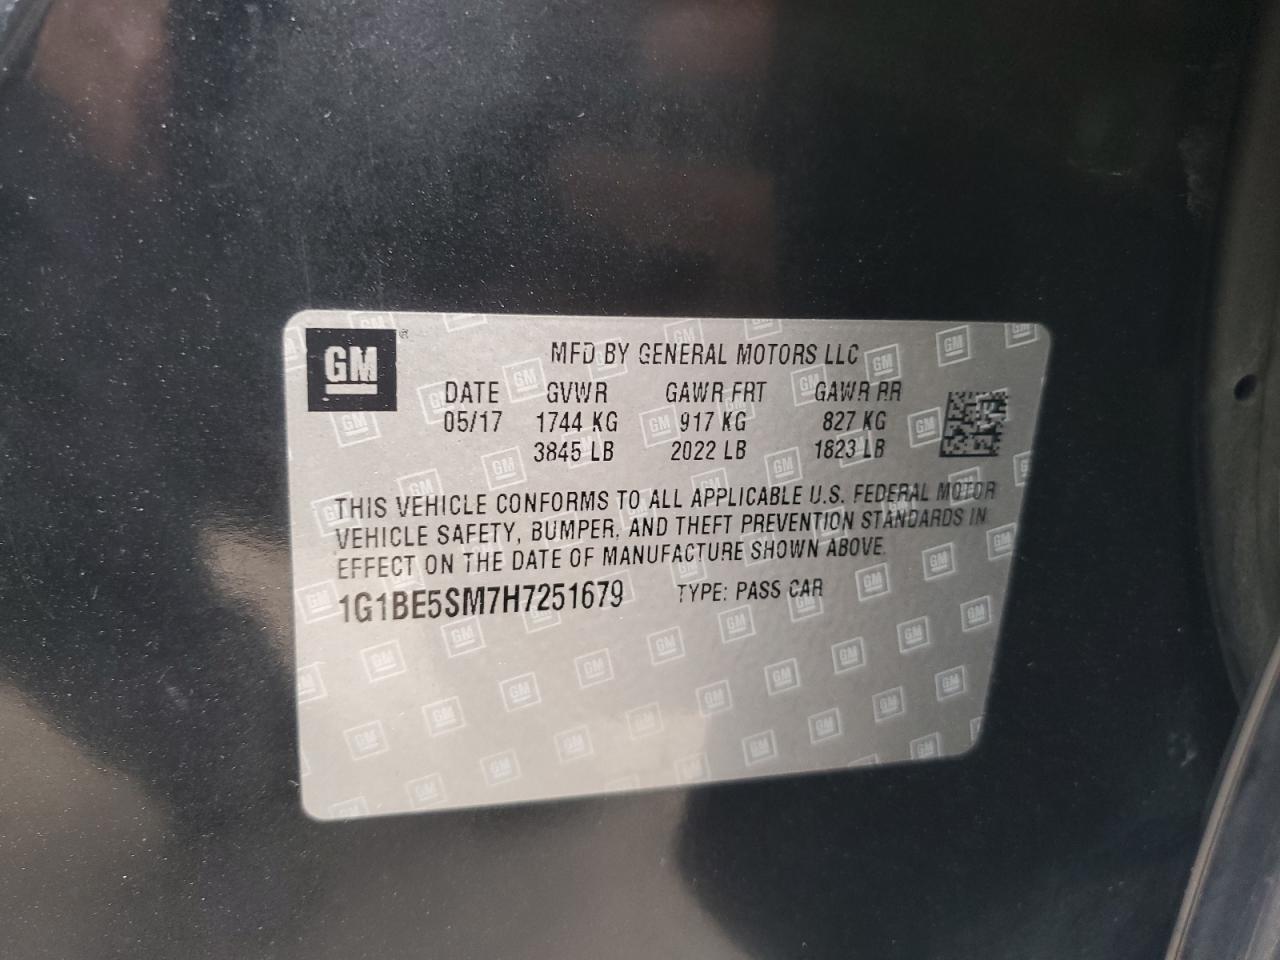 GM ®
MFD BY GENERAL MOTORS LLC
DATE GVWR GAWR FRT GAWR RR
05/17 1744 KG 917 KG 827 KG
3845 LB 2022 LB 1823 LB
THIS VEHICLE CONFORMS TO ALL APPLICABLE U.S. FEDERAL MOTOR
VEHICLE SAFETY, BUMPER, AND THEFT PREVENTION STANDARDS IN
EFFECT ON THE DATE OF MANUFACTURE SHOWN ABOVE.
1G1BE5SM7H7251679 TYPE: PASS CAR